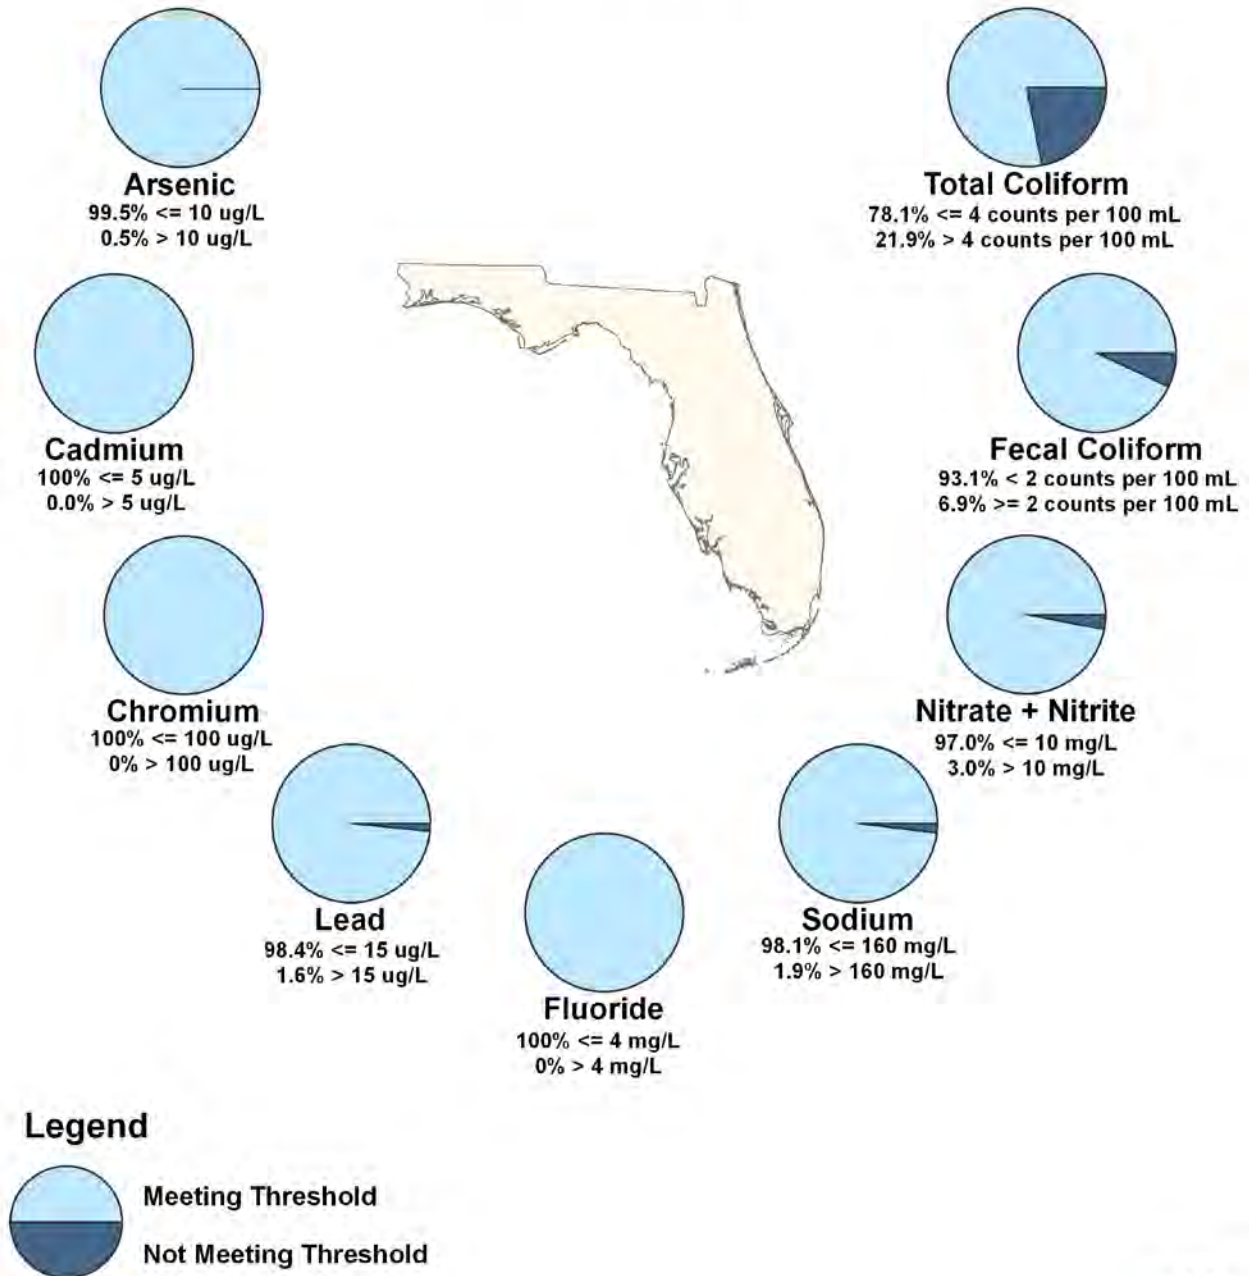 Arsenic
99.5% <= 10 ug/L
0.5% > 10 ug/L
Total Coliform
78.1% <= 4 counts per 100 mL
21.9% > 4 counts per 100 mL
Cadmium
100% <= 5 ug/L
0.0% > 5 ug/L
Fecal Coliform
93.1% < 2 counts per 100 mL
6.9% >= 2 counts per 100 mL
Chromium
100% <= 100 ug/L
0% > 100 ug/L
Nitrate + Nitrite
97.0% <= 10 mg/L
3.0% > 10 mg/L
Lead
98.4% <= 15 ug/L
1.6% > 15 ug/L
Sodium
98.1% <= 160 mg/L
1.9% > 160 mg/L
Fluoride
100% <= 4 mg/L
0% > 4 mg/L
Legend
Meeting Threshold
Not Meeting Threshold